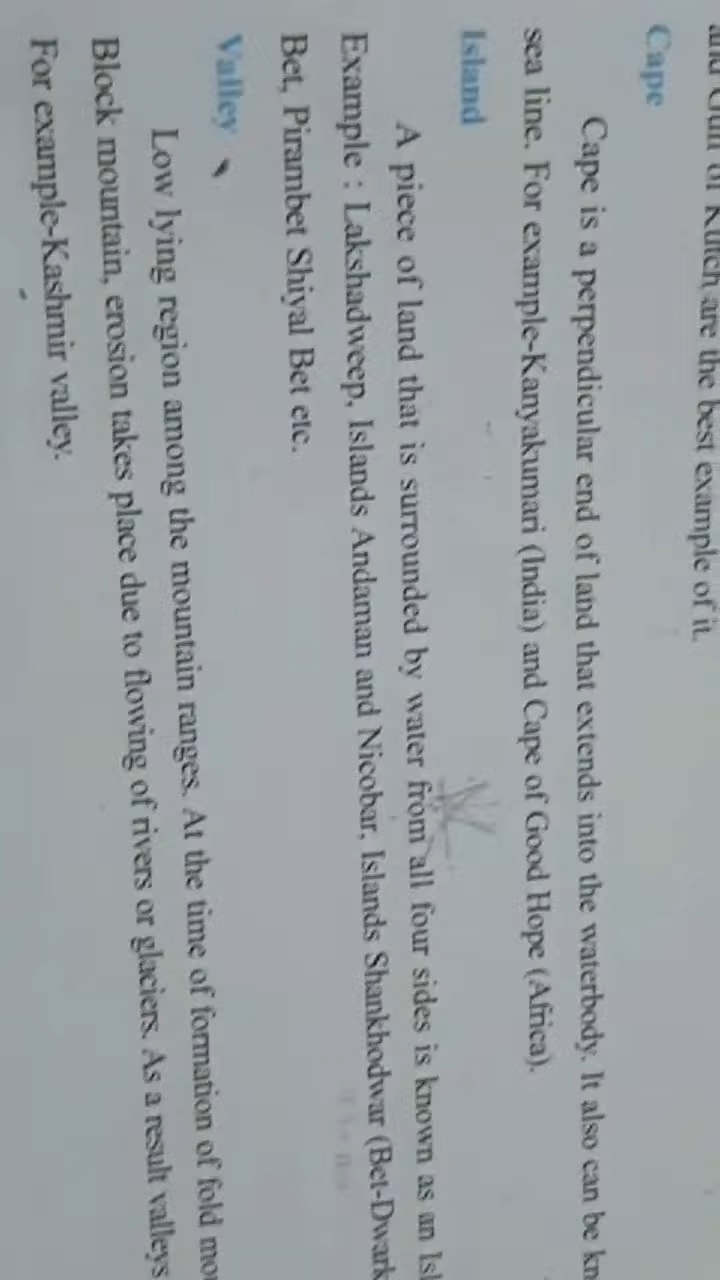 and Gulf of Kutch are the best example of it.
Cape
Cape is a perpendicular end of land that extends into the waterbody. It also can be
sea line. For example-Kanyakumari (India) and Cape of Good Hope (Africa).
Island
A piece of land that is surrounded by water from all four sides is known as an
Example : Lakshadweep, Islands Andaman and Nicobar, Islands Shankhodwar (Bet-Dwark
Bet, Pirambet Shiyal Bet etc.
Valley
Low lying region among the mountain ranges. At the time of formation of fold
Block mountain, erosion takes place due to flowing of rivers or glaciers. As a result valleys
For example-Kashmir valley.